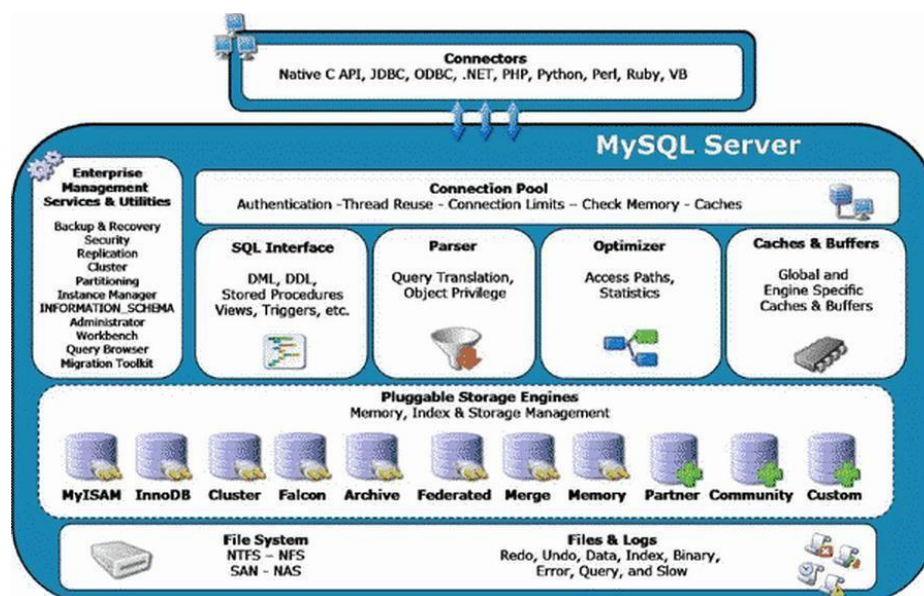 Connectors
Native C API, JDBC, ODBC, .NET, PHP, Python, Perl, Ruby, VB
MySQL Server
Enterprise
Management
Services & Utilities
Backup & Recovery
Security
Replication
Cluster
Partitioning
Instance Manager
INFORMATION_SCHEMA
Administrator
Workbench
Query Browser
Migration Toolkit
Connection Pool
Authentication -Thread Reuse - Connection Limits – Check Memory - Caches
SQL Interface
DML, DDL,
Stored Procedures
Views, Triggers, etc.
Parser
Query Translation,
Object Privilege
Optimizer
Access Paths,
Statistics
Caches & Buffers
Global and
Engine Specific
Caches & Buffers
Pluggable Storage Engines
Memory, Index & Storage Management
MyISAM InnoDB Cluster Falcon Archive Federated Merge Memory Partner Community Custom
File System
NTFS – NFS
SAN - NAS
Files & Logs
Redo, Undo, Data, Index, Binary,
Error, Query, and Slow